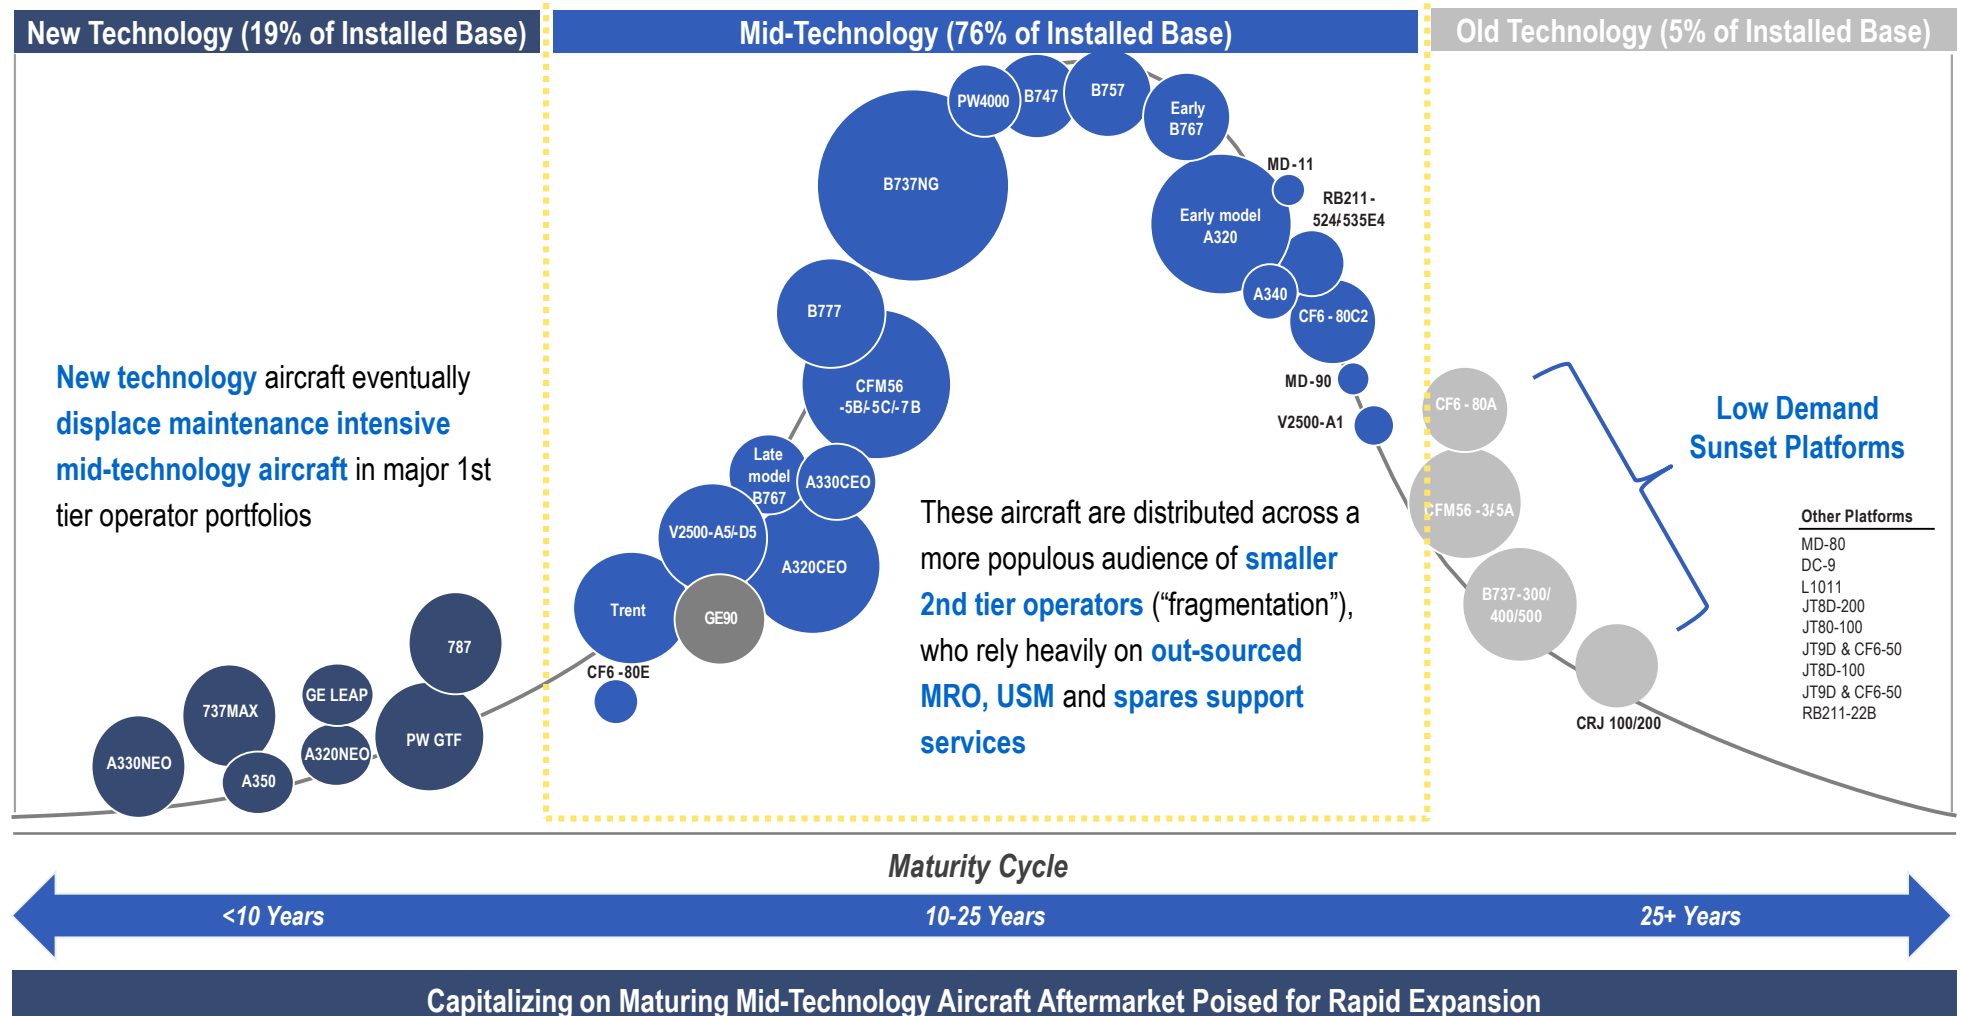 New Technology (19% of Installed Base)
Mid-Technology (76% of Installed Base)
Old Technology (5% of Installed Base)
New technology aircraft eventually
displace maintenance intensive
mid-technology aircraft in major 1st
tier operator portfolios
A330NEO
737MAX
A350
GE LEAP
A320NEO
PW GTF
787
Trent
CF6 -80E
GE90
V2500-A5/-D5
Late
model
B767
A330CEO
A320CEO
CFM56
-5B/-5C/-7B
B777
B737NG
PW4000
B747
B757
Early
B767
Early model
A320
MD-11
RB211-
524/-535E4
A340
CF6 - 80C2
MD-90
V2500-A1
These aircraft are distributed across a
more populous audience of smaller
2nd tier operators (“fragmentation”),
who rely heavily on out-sourced
MRO, USM and spares support
services
CF6 - 80A
CFM56 -3/-5A
B737-300/
400/500
CRJ 100/200
Low Demand
Sunset Platforms
Other Platforms
MD-80
DC-9
L1011
JT8D-200
JT80-100
JT9D & CF6-50
JT8D-100
JT9D & CF6-50
RB211-22B
Maturity Cycle
<10 Years
10-25 Years
25+ Years
Capitalizing on Maturing Mid-Technology Aircraft Aftermarket Poised for Rapid Expansion